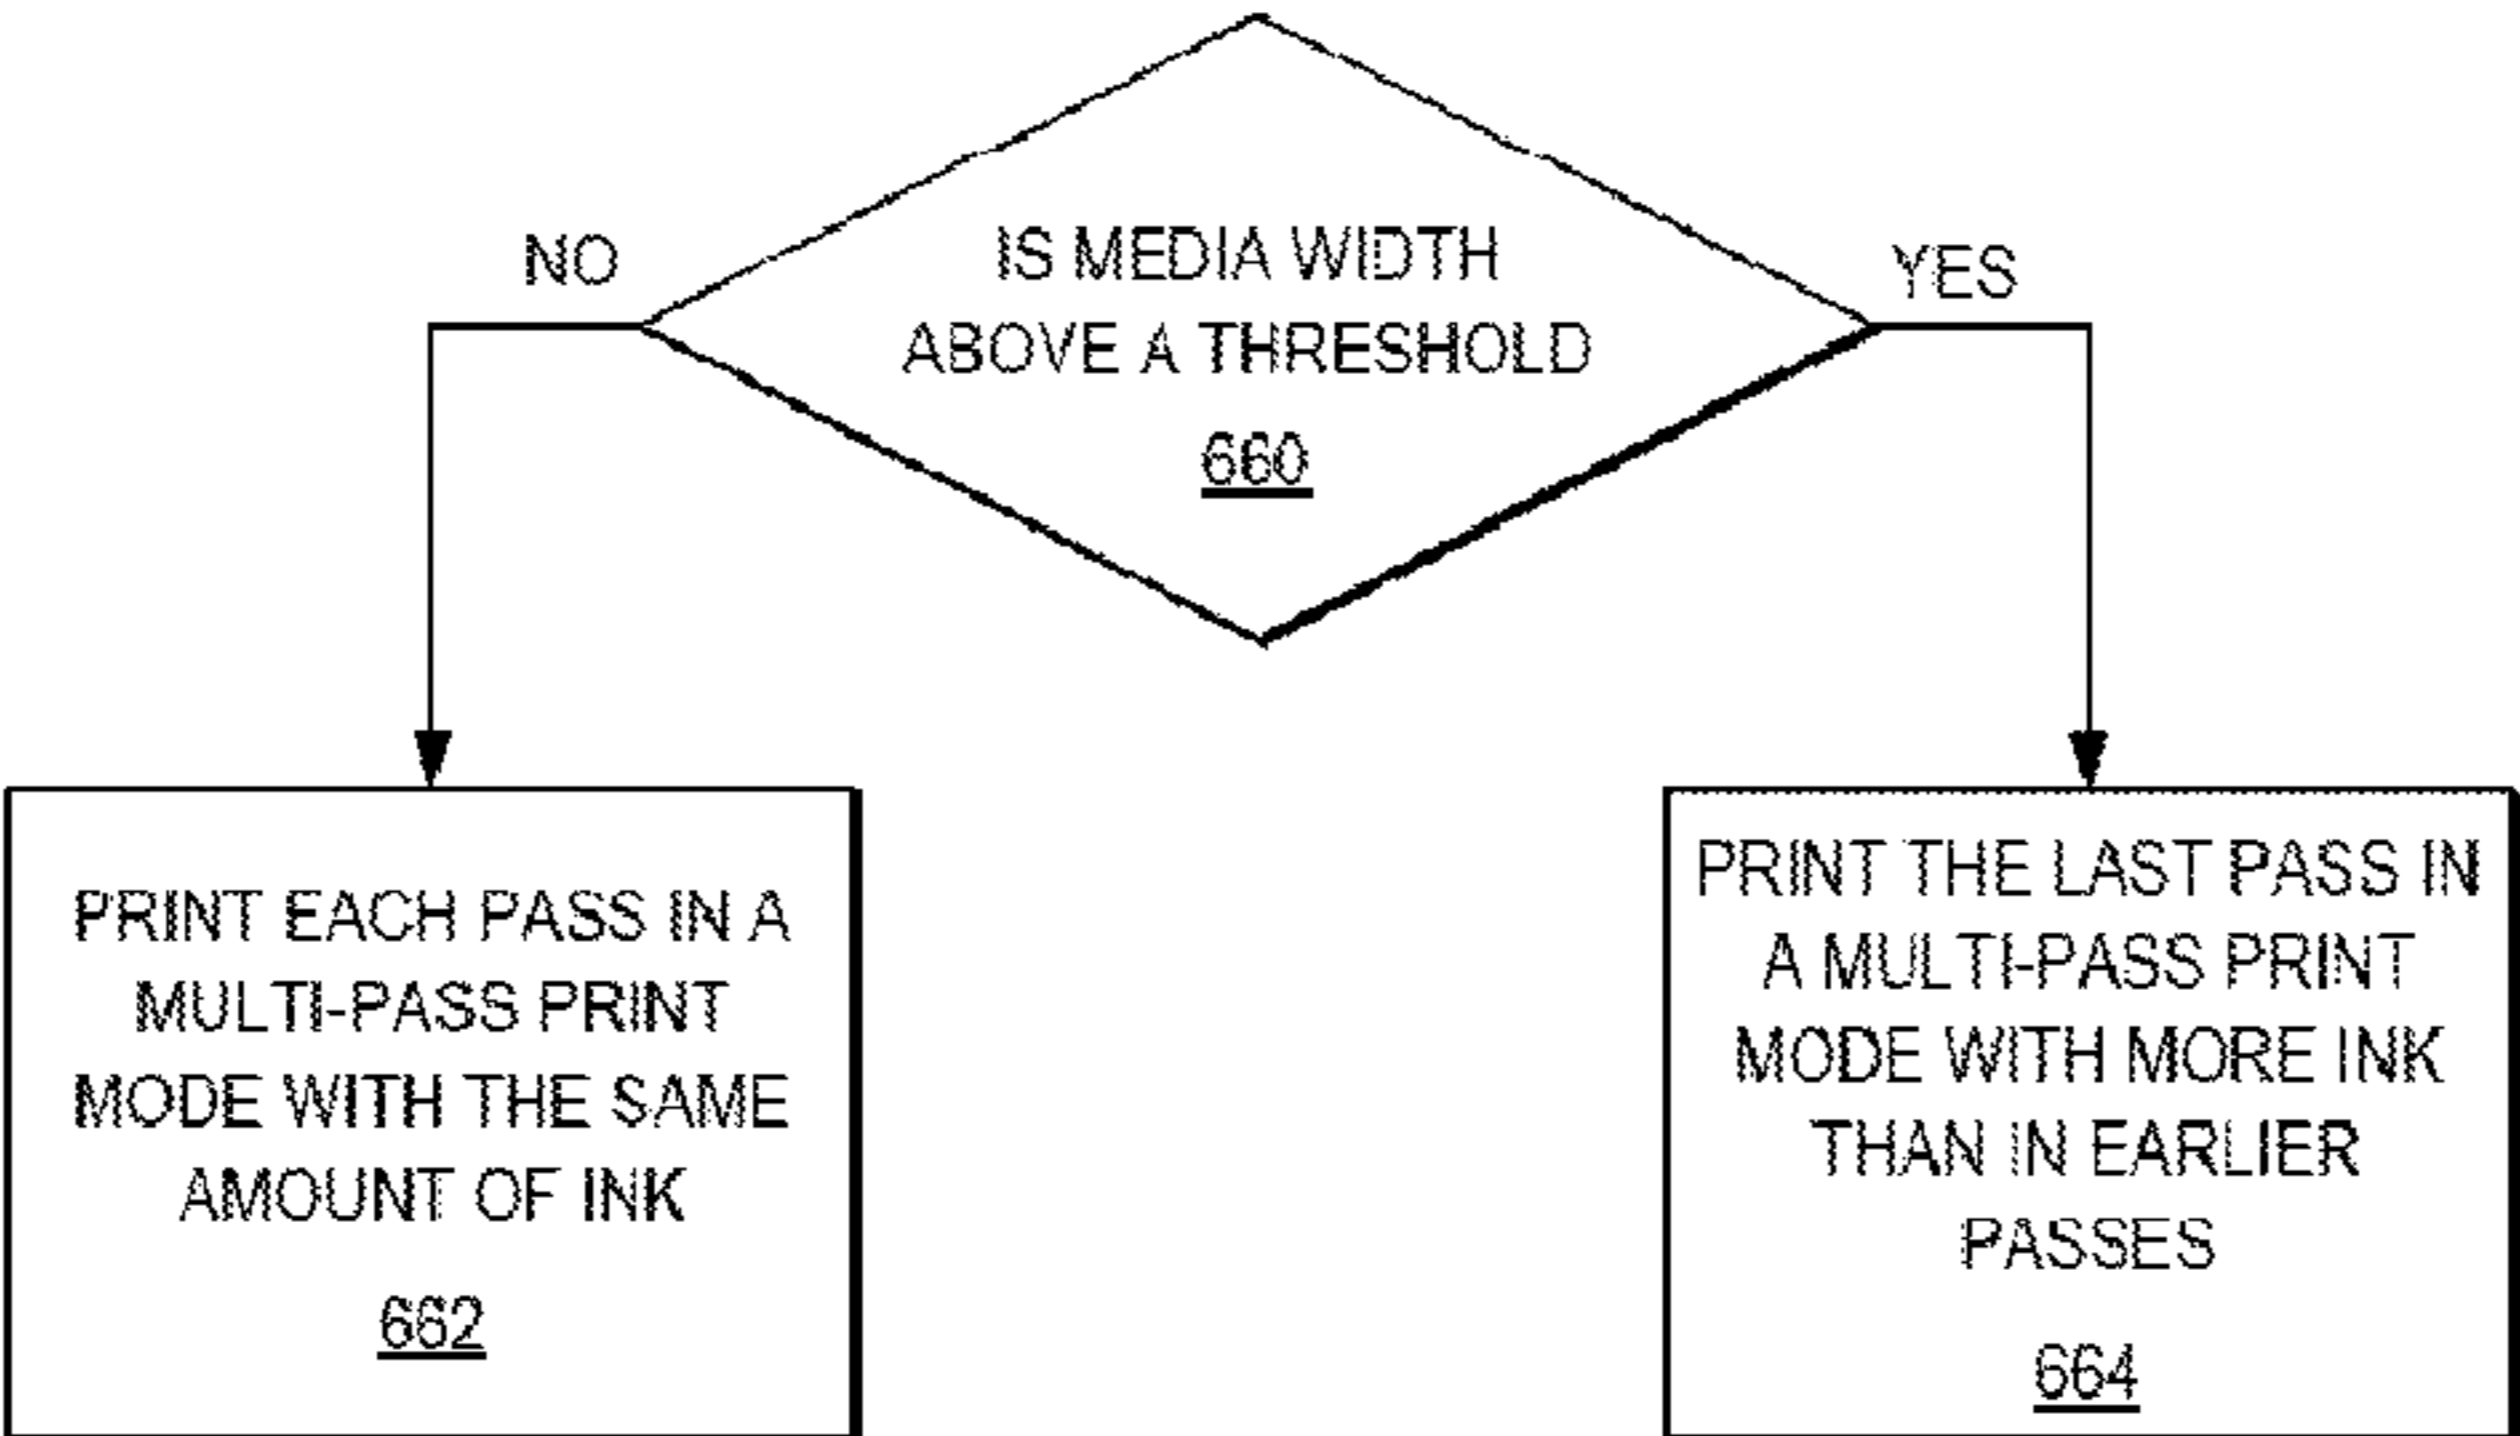 IS MEDIA WIDTH
ABOVE A THRESHOLD
660
NO
YES
PRINT EACH PASS IN A
MULTI-PASS PRINT
MODE WITH THE SAME
AMOUNT OF INK
662
PRINT THE LAST PASS IN
A MULTI-PASS PRINT
MODE WITH MORE INK
THAN IN EARLIER
PASSES
664